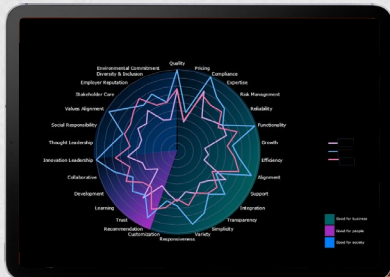 Quality
Pricing
Compliance
Expertise
Risk Management
Reliability
Functionality
Growth
Efficiency
Alignment
Support
Integration
Transparency
Simplicity
Variety
Responsiveness
Customization
Recommendation
Trust
Learning
Development
Collaborative
Innovation Leadership
Thought Leadership
Social Responsibility
Values Alignment
Stakeholder Care
Employer Reputation
Diversity & Inclusion
Environmental Commitment
Good for business
Good for people
Good for society